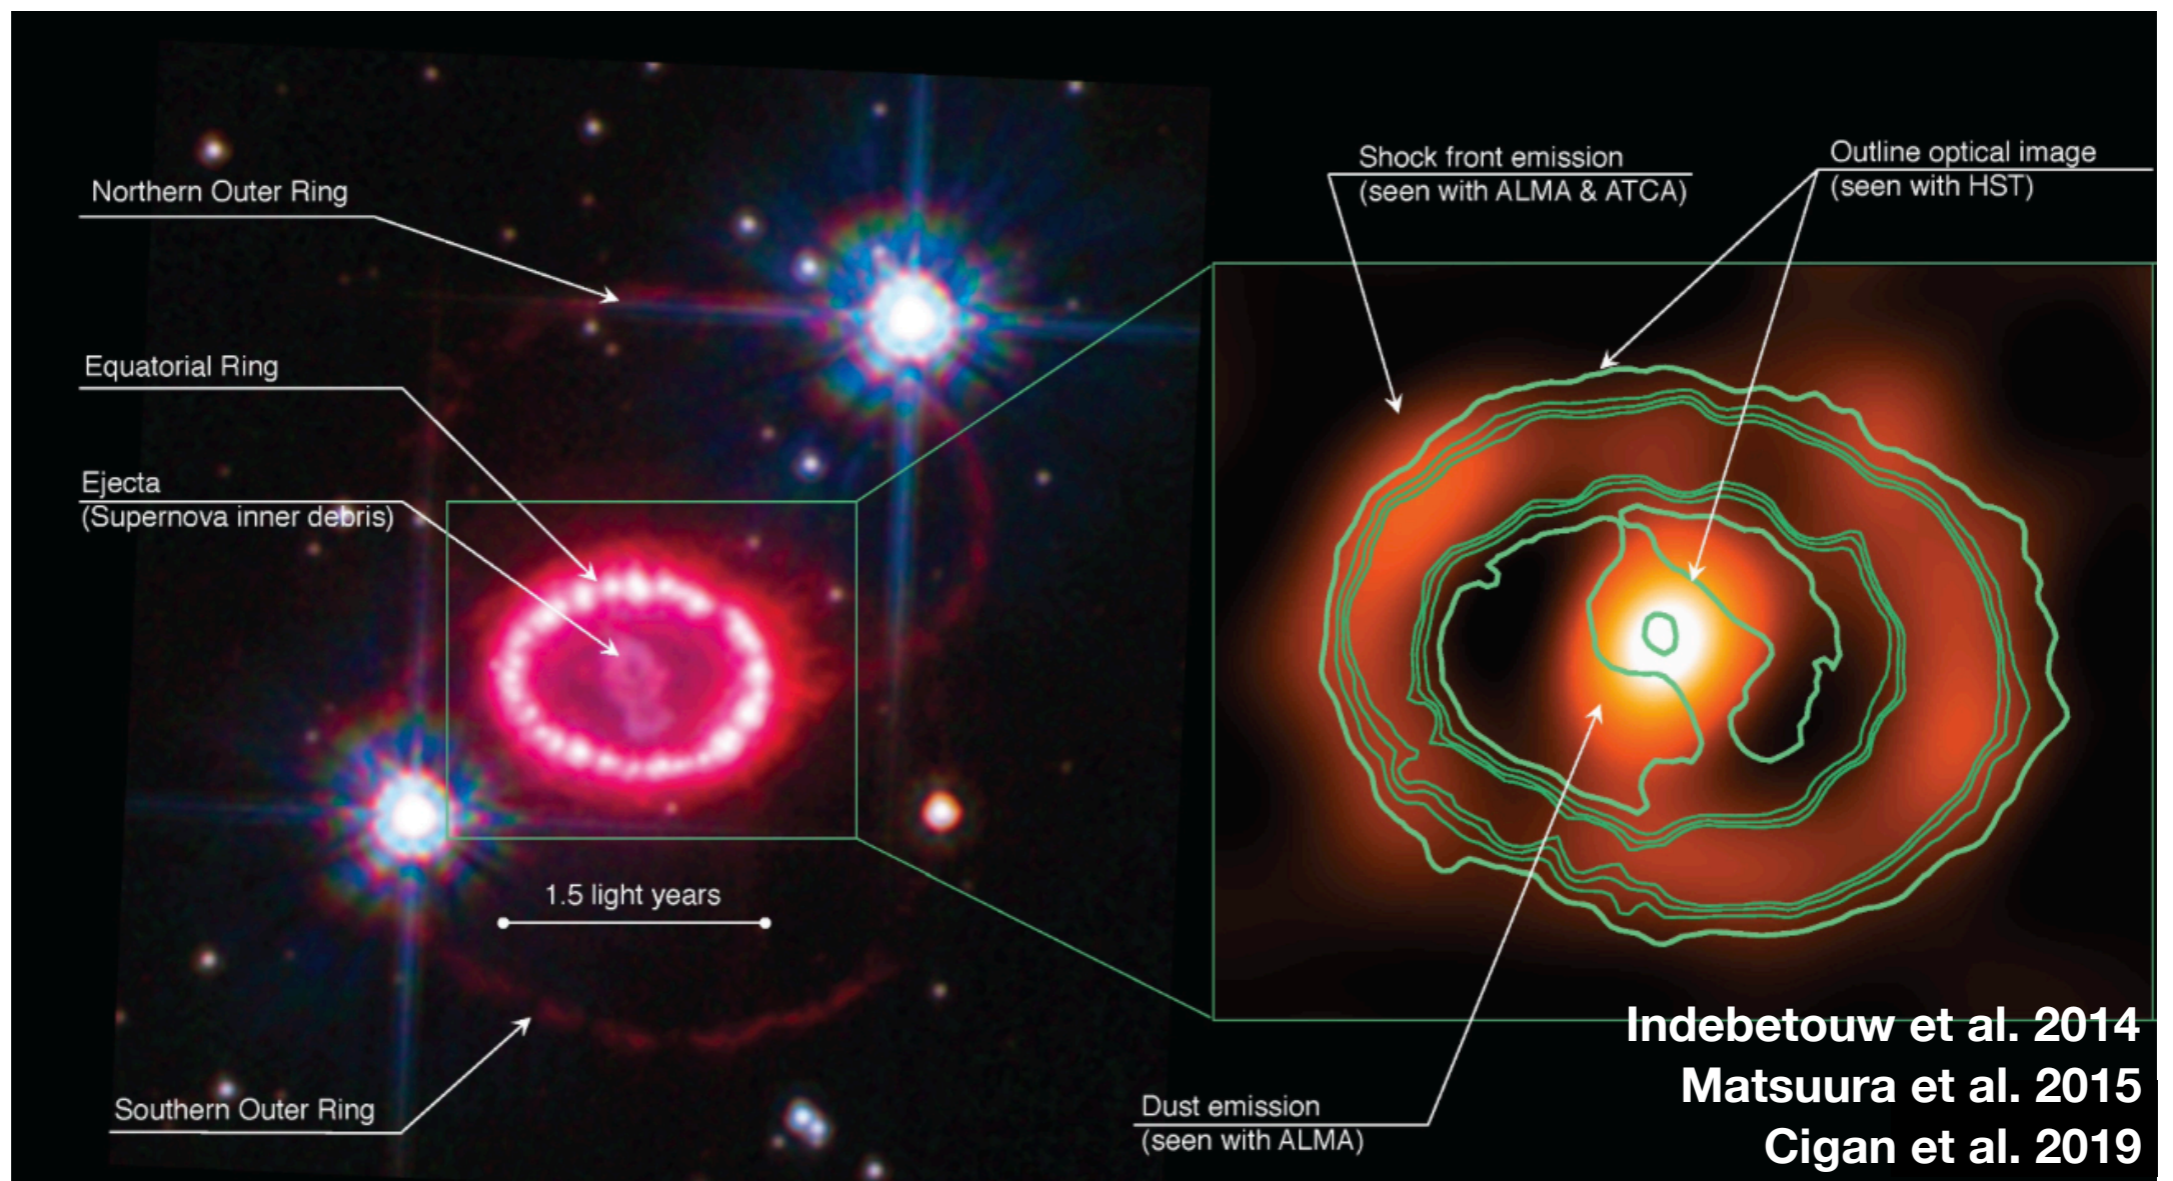 Northern Outer Ring
Equatorial Ring
Ejecta
(Supernova inner debris)
1.5 light years
Southern Outer Ring
Shock front emission
(seen with ALMA & ATCA)
Outline optical image
(seen with HST)
Dust emission
(seen with ALMA)
Indebetouw et al. 2014
Matsuura et al. 2015
Cigan et al. 2019